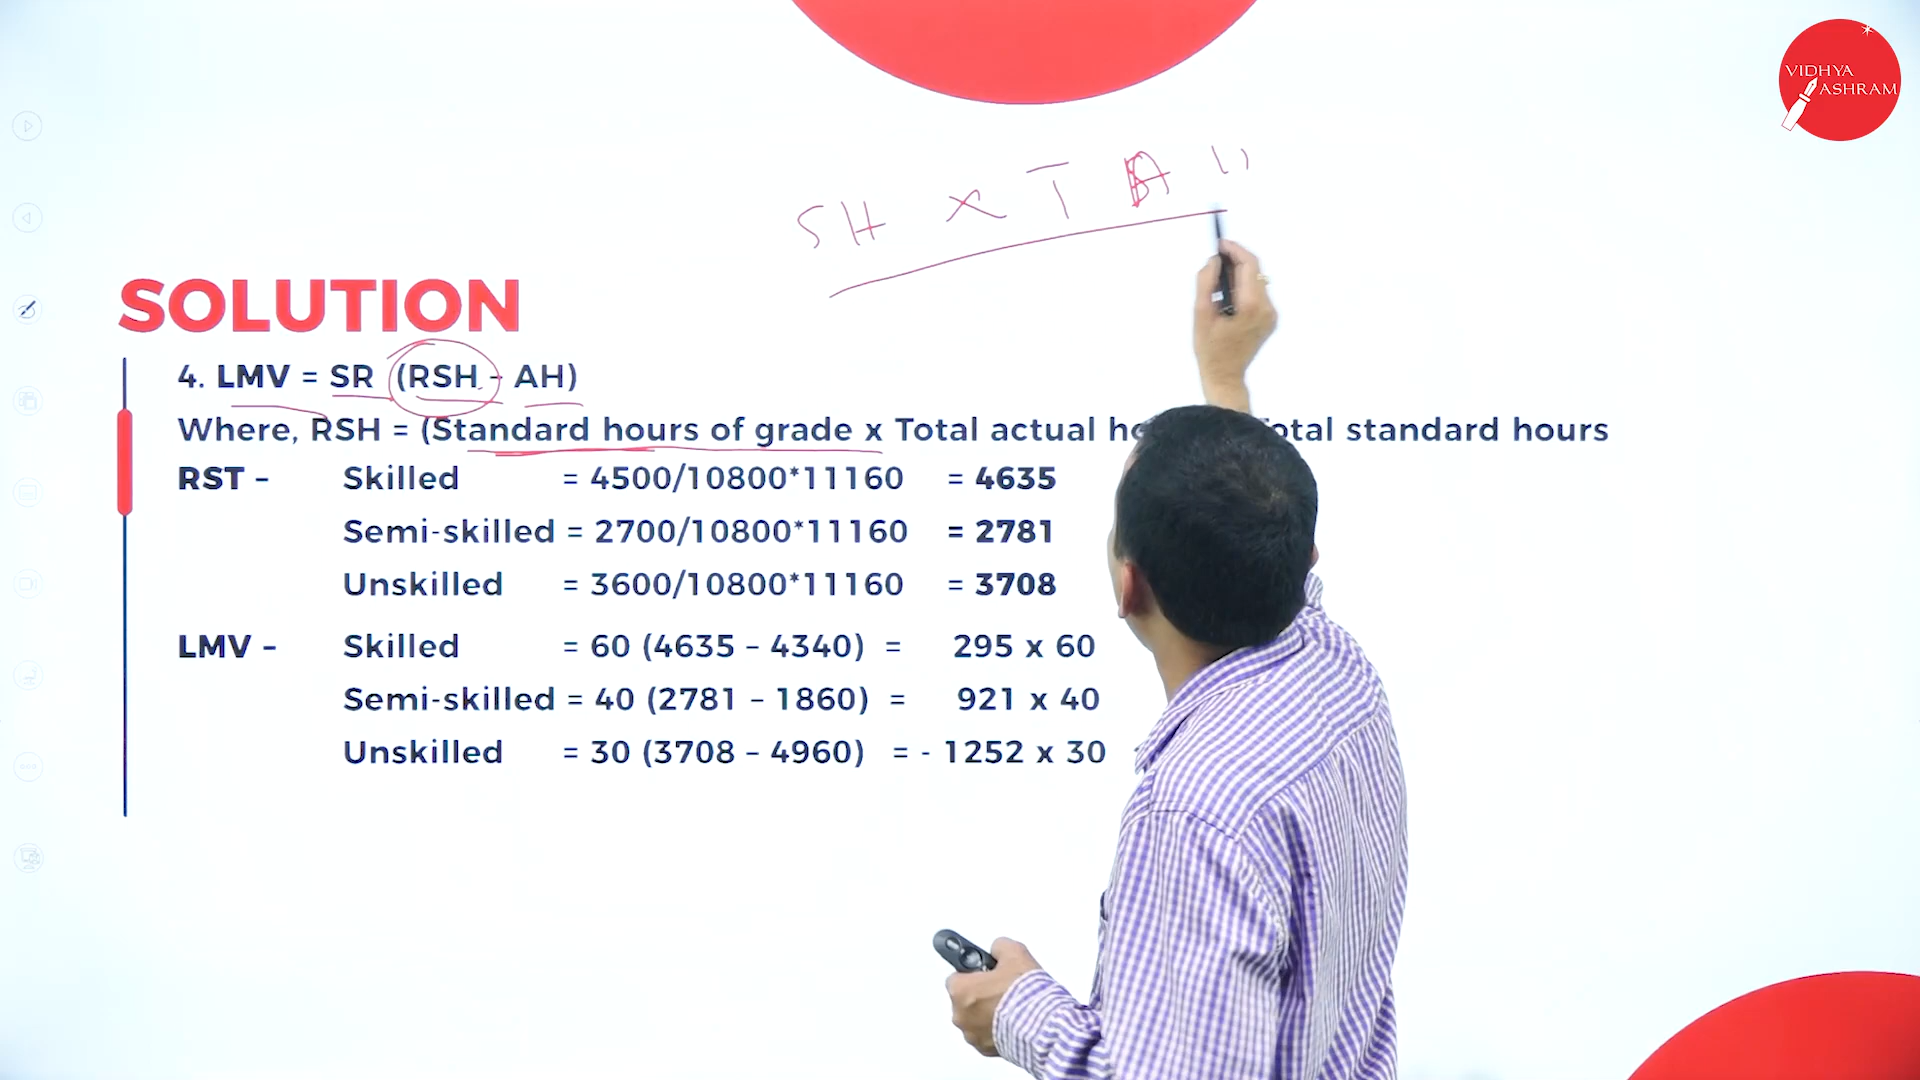 VIDHYA
ASHRAM
SH × T A
SOLUTION
4. LMV = SR (RSH - AH)
Where, RSH = (Standard hours of grade x Total actual Total standard hours
RST – Skilled = 4500/10800*11160 = 4635
Semi-skilled = 2700/10800*11160 = 2781
Unskilled = 3600/10800*11160 = 3708
LMV – Skilled = 60 (4635 – 4340) = 295 x 60
Semi-skilled = 40 (2781 – 1860) = 921 x 40
Unskilled = 30 (3708 – 4960) = - 1252 x 30